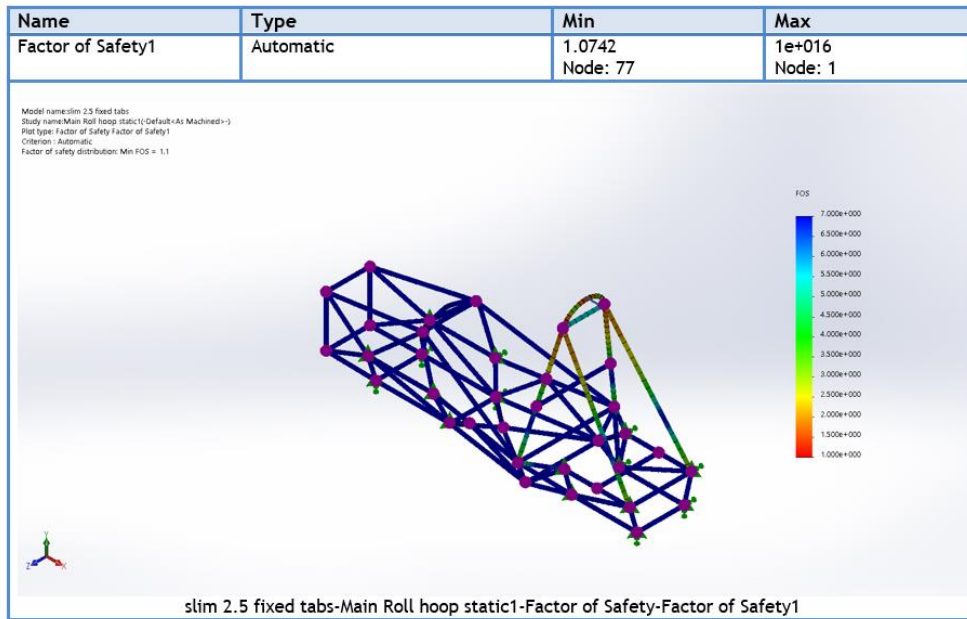 Name Type Min Max
Factor of Safety1 Automatic 1.0742 1e+016
Node: 77 Node: 1
Model name:slim 2.5 fixed tabs
Study name:Main Roll hoop static1(-Default<As Machined>-)
Plot type: Factor of Safety Factor of Safety1
Criterion : Automatic
Factor of safety distribution: Min FOS = 1.1
FOS
7.000e+000
6.500e+000
6.000e+000
5.500e+000
5.000e+000
4.500e+000
4.000e+000
3.500e+000
3.000e+000
2.500e+000
2.000e+000
1.500e+000
1.000e+000
Y
Z X
slim 2.5 fixed tabs-Main Roll hoop static1-Factor of Safety-Factor of Safety1